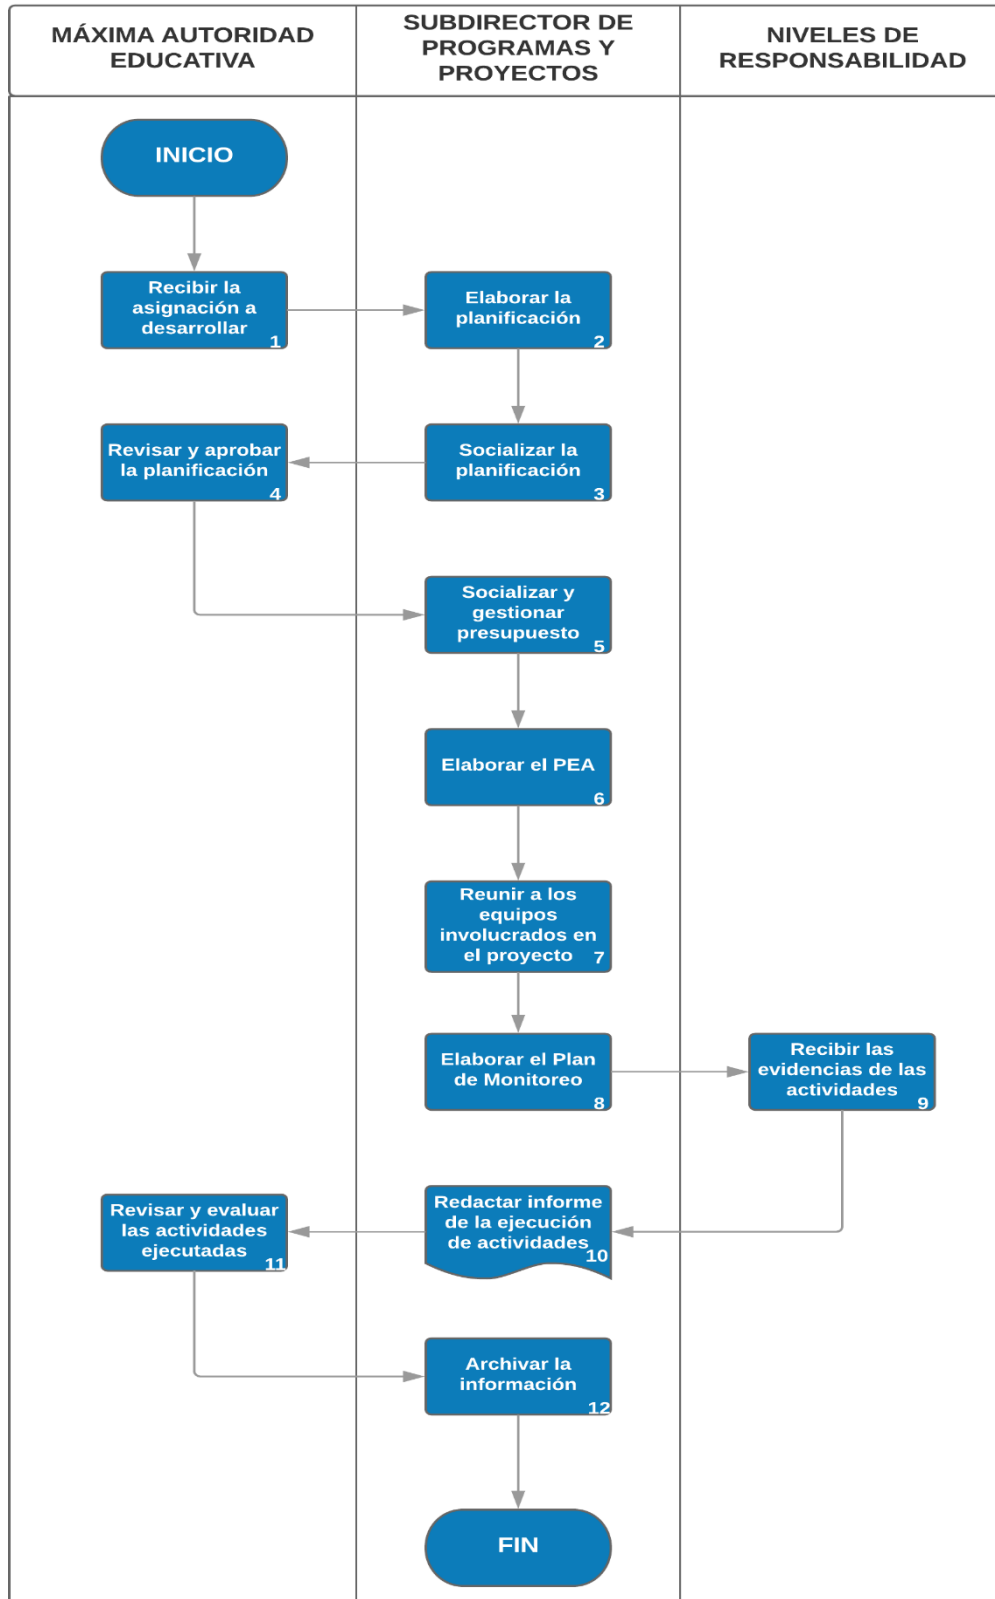 MÁXIMA AUTORIDAD
EDUCATIVA
SUBDIRECTOR DE
PROGRAMAS Y
PROYECTOS
NIVELES DE
RESPONSABILIDAD
INICIO
Recibir la
asignación a
desarrollar
1
Elaborar la
planificación
2
Socializar la
planificación
3
Revisar y aprobar
la planificación
4
Socializar y
gestionar
presupuesto
5
Elaborar el PEA
6
Reunir a los
equipos
involucrados en
el proyecto
7
Elaborar el Plan
de Monitoreo
8
Recibir las
evidencias de las
actividades
9
Redactar informe
de la ejecución
de actividades
10
Revisar y evaluar
las actividades
ejecutadas
11
Archivar la
información
12
FIN